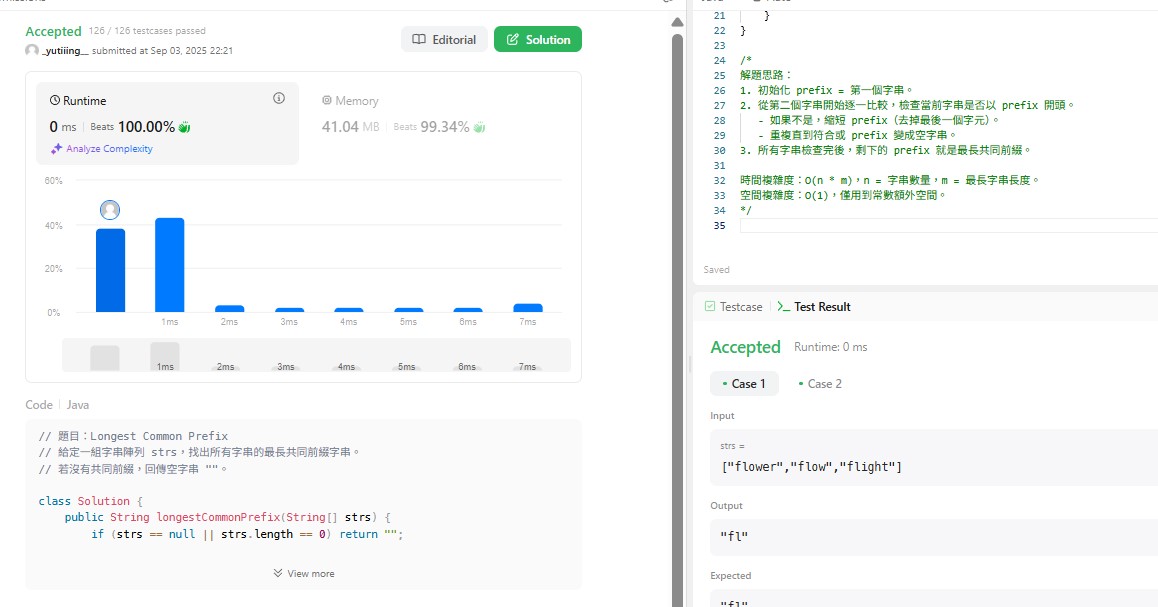 Accepted 126 / 126 testcases passed
_yutiiing__ submitted at Sep 03, 2025 22:21
Editorial
Solution
Runtime
0 ms | Beats 100.00%
Analyze Complexity
Memory
41.04 MB | Beats 99.34%
60%
40%
20%
0%
1ms 2ms 3ms 4ms 5ms 6ms 7ms
1ms 2ms 3ms 4ms 5ms 6ms 7ms
Code | Java
// 題目：Longest Common Prefix
// 給定一組字串陣列 strs，找出所有字串的最長共同前綴字串。
// 若沒有共同前綴，回傳空字串 ""。
class Solution {
public String longestCommonPrefix(String[] strs) {
if (strs == null || strs.length == 0) return "";
View more
21 }
22 }
23
24 /*
25 解題思路：
26 1. 初始化 prefix = 第一個字串。
27 2. 從第二個字串開始逐一比較，檢查當前字串是否以 prefix 開頭。
28 - 如果不是，縮短 prefix（去掉最後一個字元）。
29 - 重複直到符合或 prefix 變成空字串。
30 3. 所有字串檢查完後，剩下的 prefix 就是最長共同前綴。
31
32 時間複雜度：O(n * m)，n = 字串數量，m = 最長字串長度。
33 空間複雜度：O(1)，僅用到常數額外空間。
34 */
35
Saved
Testcase | Test Result
Accepted Runtime: 0 ms
Case 1 Case 2
Input
strs =
["flower","flow","flight"]
Output
"fl"
Expected
"fl"